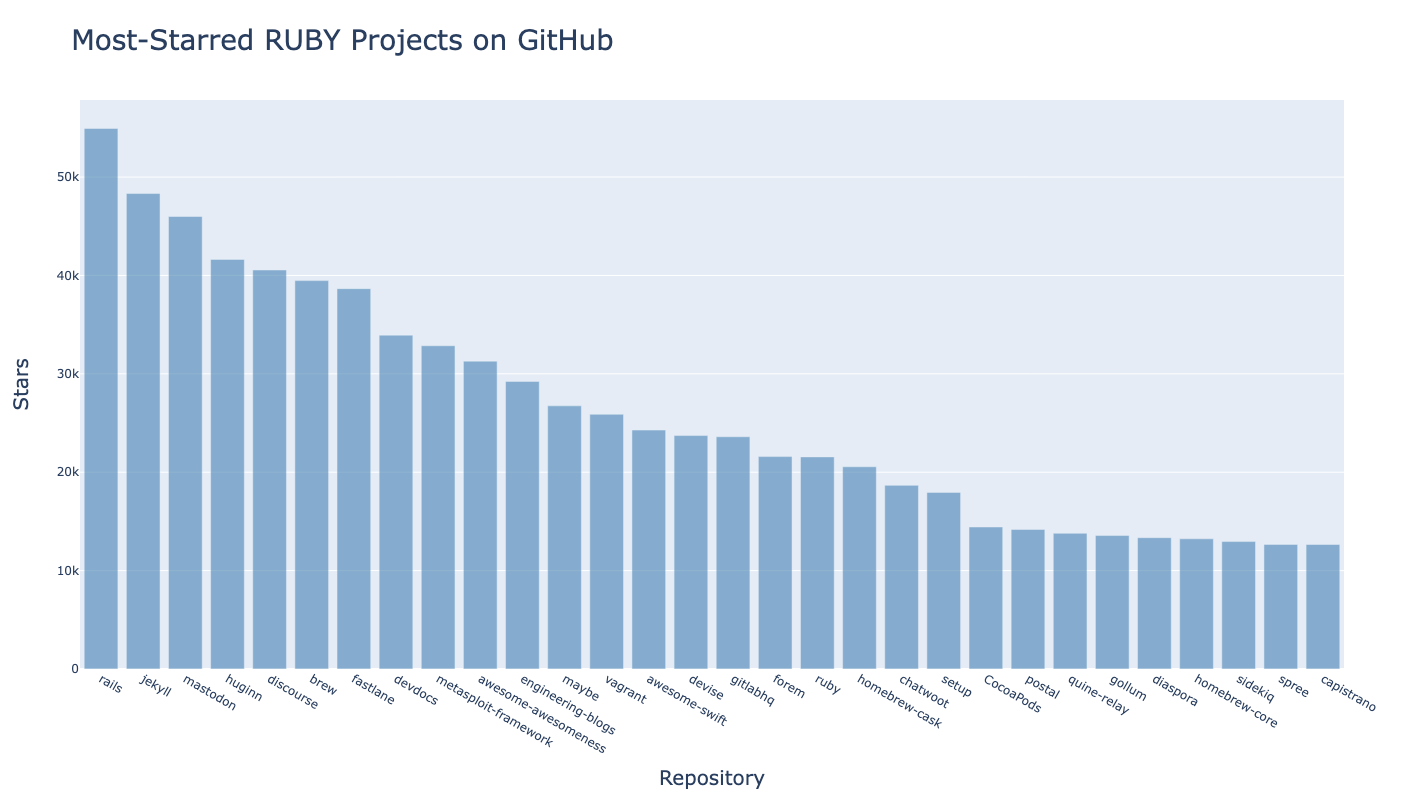 Most-Starred RUBY Projects on GitHub
Stars
50k
40k
30k
20k
10k
0
rails
jekyll
mastodon
huginn
discourse
brew
fastlane
devdocs
metasploit-framework
awesome-awesomeness
engineering-blogs
maybe
vagrant
awesome-swift
devise
gitlabhq
forem
ruby
homebrew-cask
chatwoot
setup
CocoaPods
postal
quine-relay
gollum
diaspora
homebrew-core
sidekiq
spree
capistrano
Repository